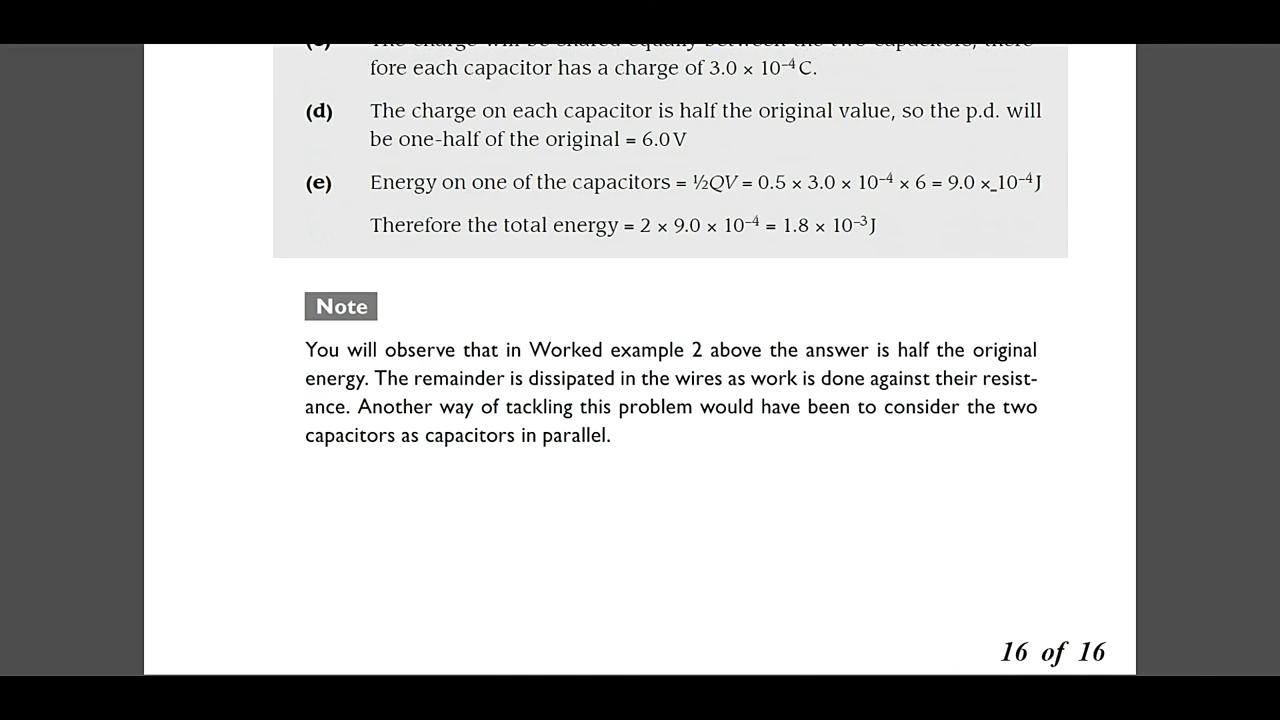 fore each capacitor has a charge of 3.0 × 10⁻⁴ C.
(d) The charge on each capacitor is half the original value, so the p.d. will
be one-half of the original = 6.0 V
(e) Energy on one of the capacitors = ½QV = 0.5 × 3.0 × 10⁻⁴ × 6 = 9.0 × 10⁻⁴ J
Therefore the total energy = 2 × 9.0 × 10⁻⁴ = 1.8 × 10⁻³ J
Note
You will observe that in Worked example 2 above the answer is half the original
energy. The remainder is dissipated in the wires as work is done against their resist-
ance. Another way of tackling this problem would have been to consider the two
capacitors as capacitors in parallel.
16 of 16